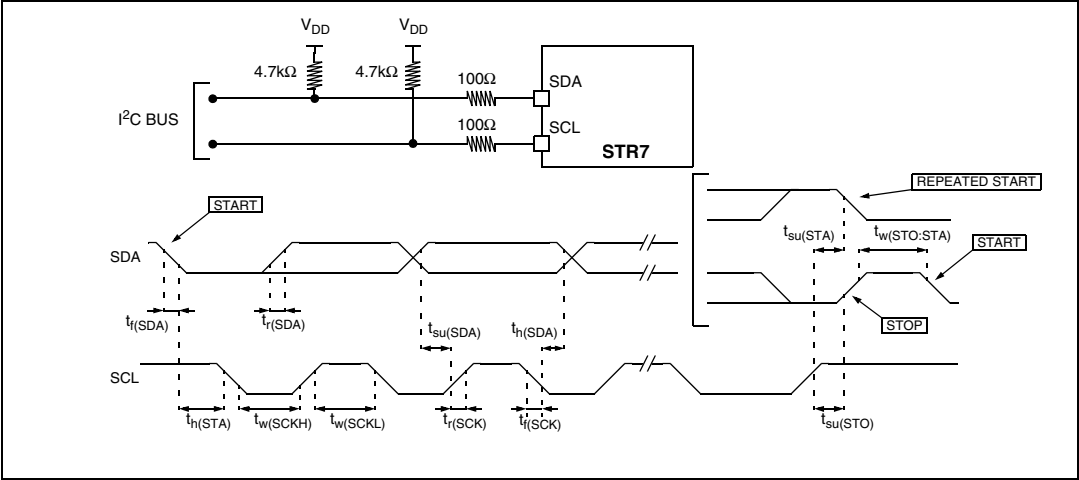 VDD VDD
4.7kΩ 4.7kΩ
100Ω
SDA
I2C BUS
100Ω
SCL
STR7
REPEATED START
START
tsu(STA) tw(STO:STA)
START
SDA
tf(SDA) tr(SDA)
tsu(SDA) th(SDA)
STOP
SCL
th(STA) tw(SCKH) tw(SCKL) tr(SCK) tf(SCK) tsu(STO)